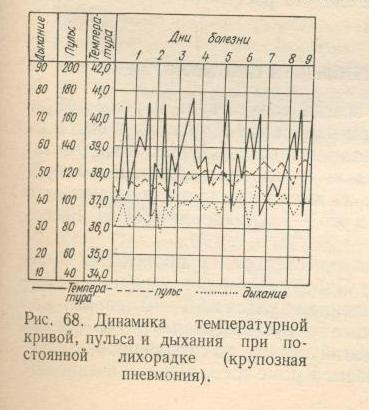 Дни болезни
Дыхание Пульс Температура
1 2 3 4 5 6 8 9
90 200 42,0
80 180 41,0
70 160 40,0
60 140 39,0
50 120 38,0
40 100 37,0
30 80 36,0
20 60 35,0
10 40 34,0
Температура пульс дыхание
Рис. 68. Динамика температурной
кривой, пульса и дыхания при по-
стоянной лихорадке (крупозная
пневмония).